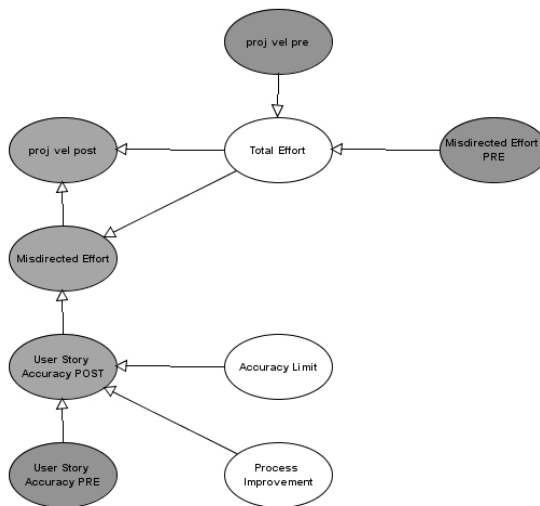 proj vel pre
proj vel post
Total Effort
Misdirected Effort
PRE
Misdirected Effort
User Story
Accuracy POST
Accuracy Limit
User Story
Accuracy PRE
Process
Improvement